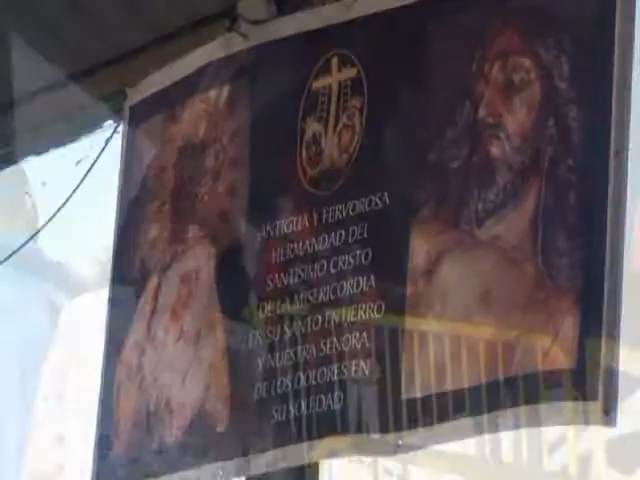 ANTIGUA Y FERVOROSA
HERMANDAD DEL
SANTÍSIMO CRISTO
DE LA MISERICORDIA
EN SU SANTO ENTIERRO
Y NUESTRA SEÑORA
DE LOS DOLORES EN
SU SOLEDAD